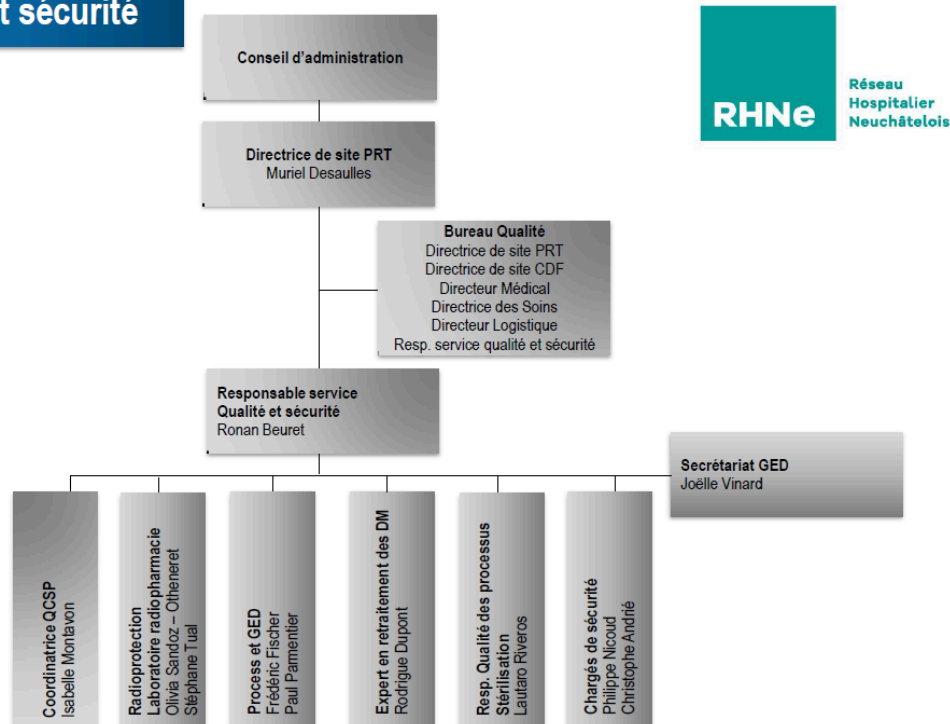 t sécurité
Conseil d’administration
RHNe
Réseau
Hospitalier
Neuchâtelois
Directrice de site PRT
Muriel Desaulles
Bureau Qualité
Directrice de site PRT
Directrice de site CDF
Directeur Médical
Directrice des Soins
Directeur Logistique
Resp. service qualité et sécurité
Responsable service
Qualité et sécurité
Ronan Beuret
Secrétariat GED
Joëlle Vinard
Coordinatrice QCSP
Isabelle Montavon
Radioprotection
Laboratoire radiopharmacie
Olivia Sandoz – Otheneret
Stéphane Tual
Process et GED
Frédéric Fischer
Paul Parmentier
Expert en retraitement des DM
Rodrigue Dupont
Resp. Qualité des processus
Stérilisation
Lautaro Riveros
Chargés de sécurité
Philippe Nicoud
Christophe Andrié